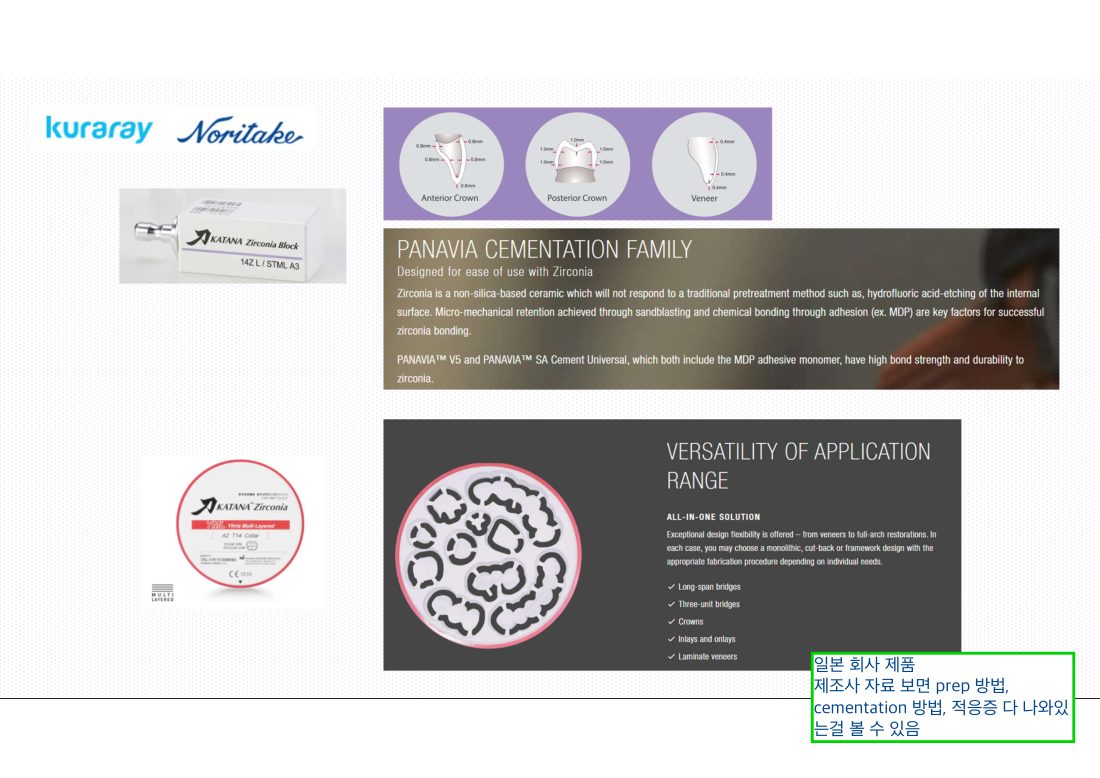 kuraray
Noritake
KATANA Zirconia Block
14Z L / STML A3
0.8mm
0.8mm
0.8mm
0.8mm
0.8mm
Anterior Crown
1.0mm
1.0mm
1.0mm
1.0mm
1.0mm
Posterior Crown
0.4mm
0.4mm
0.4mm
Veneer
PANAVIA CEMENTATION FAMILY
Designed for ease of use with Zirconia
Zirconia is a non-silica-based ceramic which will not respond to a traditional pretreatment method such as, hydrofluoric acid-etching of the internal
surface. Micro-mechanical retention achieved through sandblasting and chemical bonding through adhesion (ex. MDP) are key factors for successful
zirconia bonding.
PANAVIA™ V5 and PANAVIA™ SA Cement Universal, which both include the MDP adhesive monomer, have high bond strength and durability to
zirconia.
KATANA™ Zirconia
YML Yttria Multi Layered
A2 T14 Collar
CE 1639
MULTI
LAYERED
VERSATILITY OF APPLICATION
RANGE
ALL-IN-ONE SOLUTION
Exceptional design flexibility is offered – from veneers to full-arch restorations. In
each case, you may choose a monolithic, cut-back or framework design with the
appropriate fabrication procedure depending on individual needs.
✓ Long-span bridges
✓ Three-unit bridges
✓ Crowns
✓ Inlays and onlays
✓ Laminate veneers
일본 회사 제품
제조사 자료 보면 prep 방법,
cementation 방법, 적응증 다 나와있
는걸 볼 수 있음